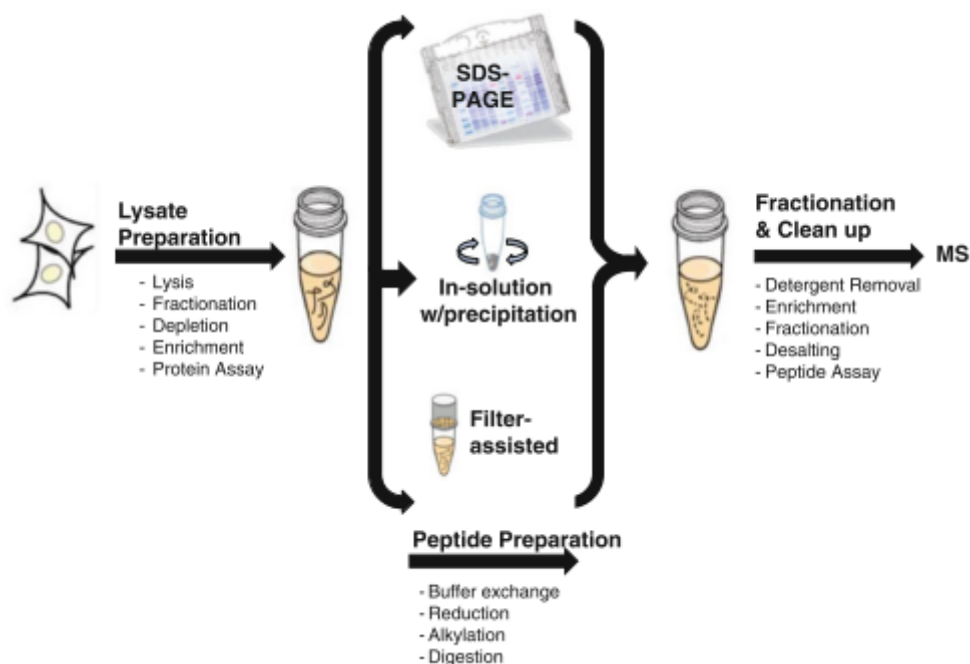 SDS-
PAGE
Lysate
Preparation
- Lysis
- Fractionation
- Depletion
- Enrichment
- Protein Assay
In-solution
w/precipitation
Filter-
assisted
Peptide Preparation
- Buffer exchange
- Reduction
- Alkylation
- Digestion
Fractionation
& Clean up
- Detergent Removal
- Enrichment
- Fractionation
- Desalting
- Peptide Assay
MS